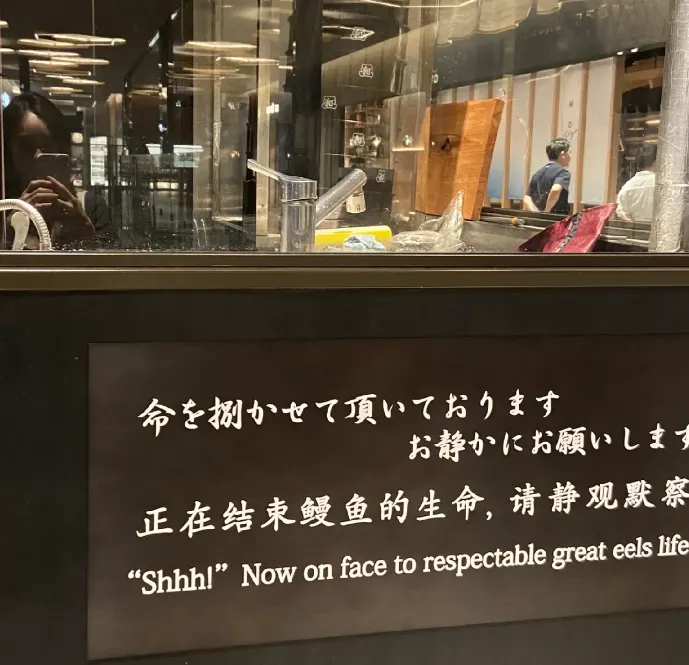 命を捌かせて頂いております
お静かにお願いします
正在结束鳗鱼的生命, 请静观默察
“Shhh!” Now on face to respectable great eels life